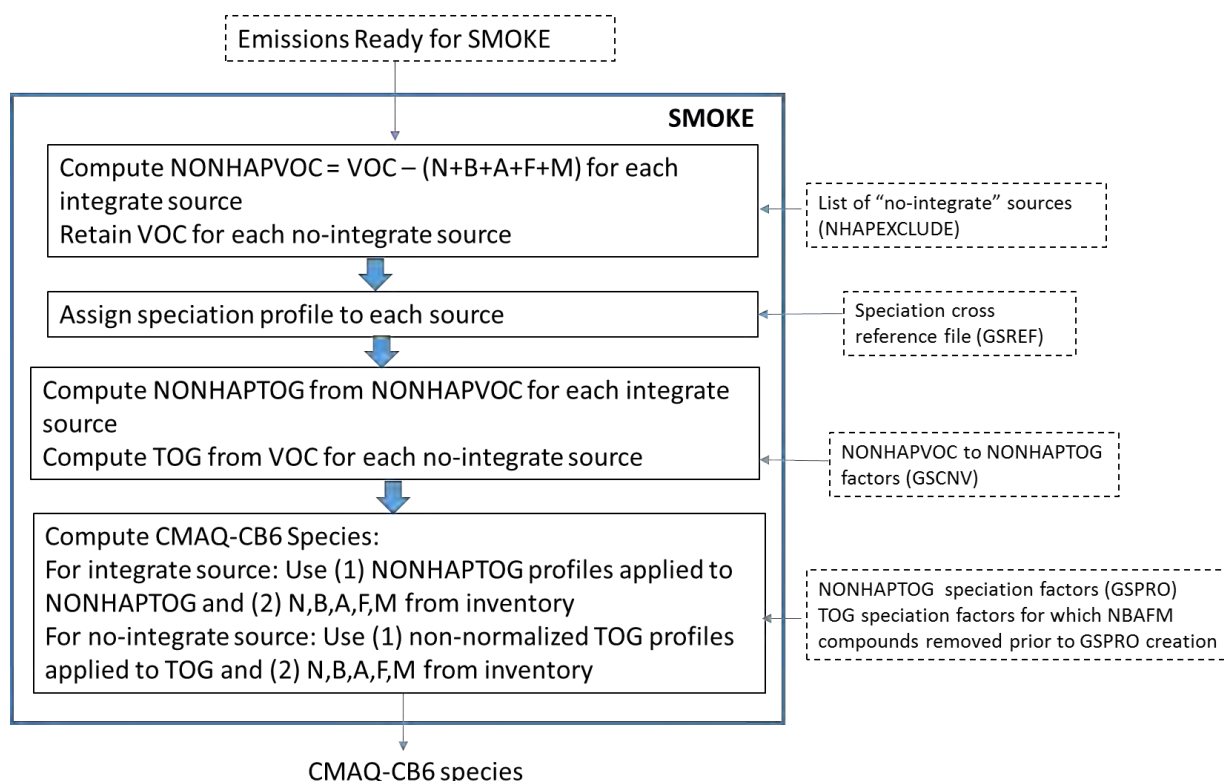 Emissions Ready for SMOKE
SMOKE
Compute NONHAPVOC = VOC – (N+B+A+F+M) for each
integrate source
Retain VOC for each no-integrate source
List of “no-integrate” sources
(NHAPEXCLUDE)
Assign speciation profile to each source
Speciation cross
reference file (GSREF)
Compute NONHAPTOG from NONHAPVOC for each integrate
source
Compute TOG from VOC for each no-integrate source
NONHAPVOC to NONHAPTOG
factors (GSCNV)
Compute CMAQ-CB6 Species:
For integrate source: Use (1) NONHAPTOG profiles applied to
NONHAPTOG and (2) N,B,A,F,M from inventory
For no-integrate source: Use (1) non-normalized TOG profiles
applied to TOG and (2) N,B,A,F,M from inventory
NONHAPTOG speciation factors (GSPRO)
TOG speciation factors for which NBAFM
compounds removed prior to GSPRO creation
CMAQ-CB6 species